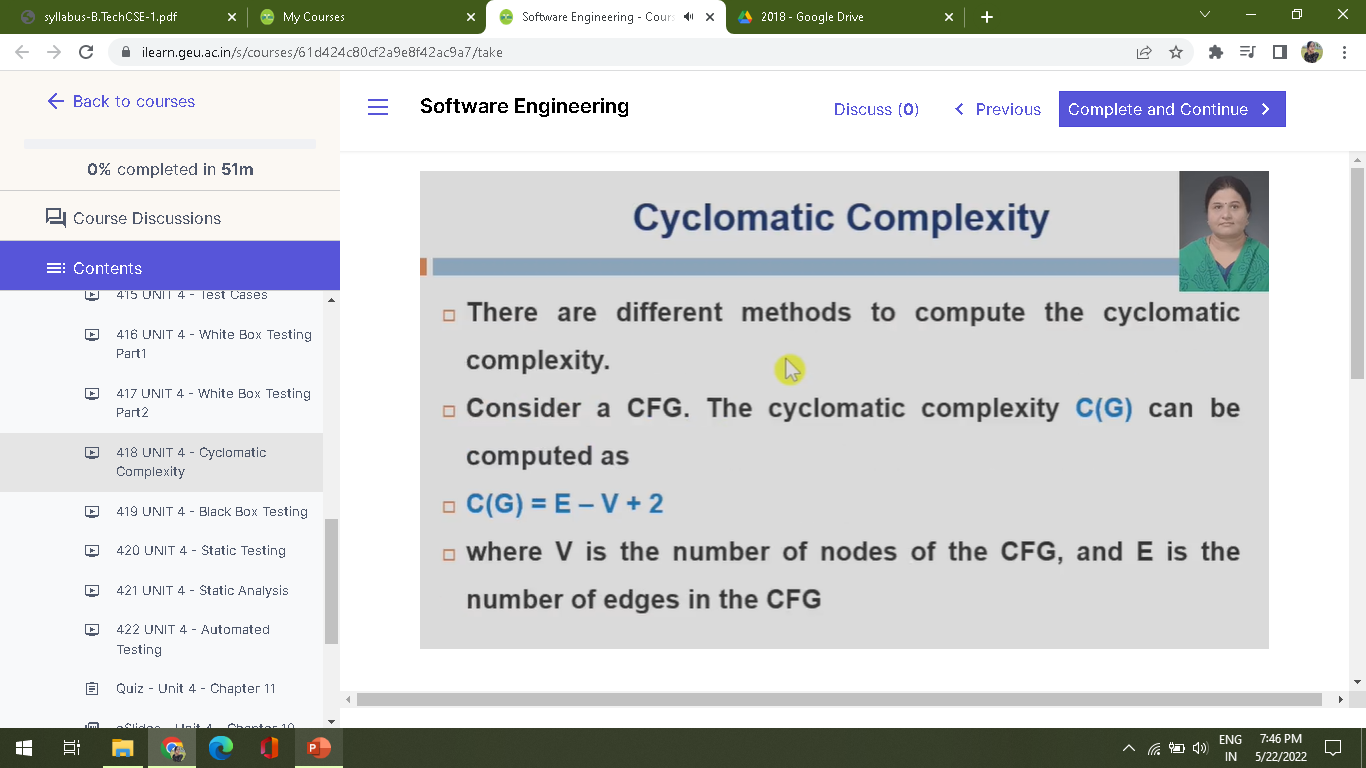 syllabus-B.TechCSE-1.pdf
My Courses
Software Engineering - Cours
2018 - Google Drive
ilearn.geu.ac.in/s/courses/61d424c80cf2a9e8f42ac9a7/take
Back to courses
0% completed in 51m
Course Discussions
Contents
415 UNIT 4 - Test Cases
416 UNIT 4 - White Box Testing
Part1
417 UNIT 4 - White Box Testing
Part2
418 UNIT 4 - Cyclomatic
Complexity
419 UNIT 4 - Black Box Testing
420 UNIT 4 - Static Testing
421 UNIT 4 - Static Analysis
422 UNIT 4 - Automated
Testing
Quiz - Unit 4 - Chapter 11
eSlides - Unit 4 - Chapter 10
Software Engineering
Discuss (0)
Previous
Complete and Continue
Cyclomatic Complexity
There are different methods to compute the cyclomatic
complexity.
Consider a CFG. The cyclomatic complexity C(G) can be
computed as
C(G) = E – V + 2
where V is the number of nodes of the CFG, and E is the
number of edges in the CFG
ENG
IN
7:46 PM
5/22/2022